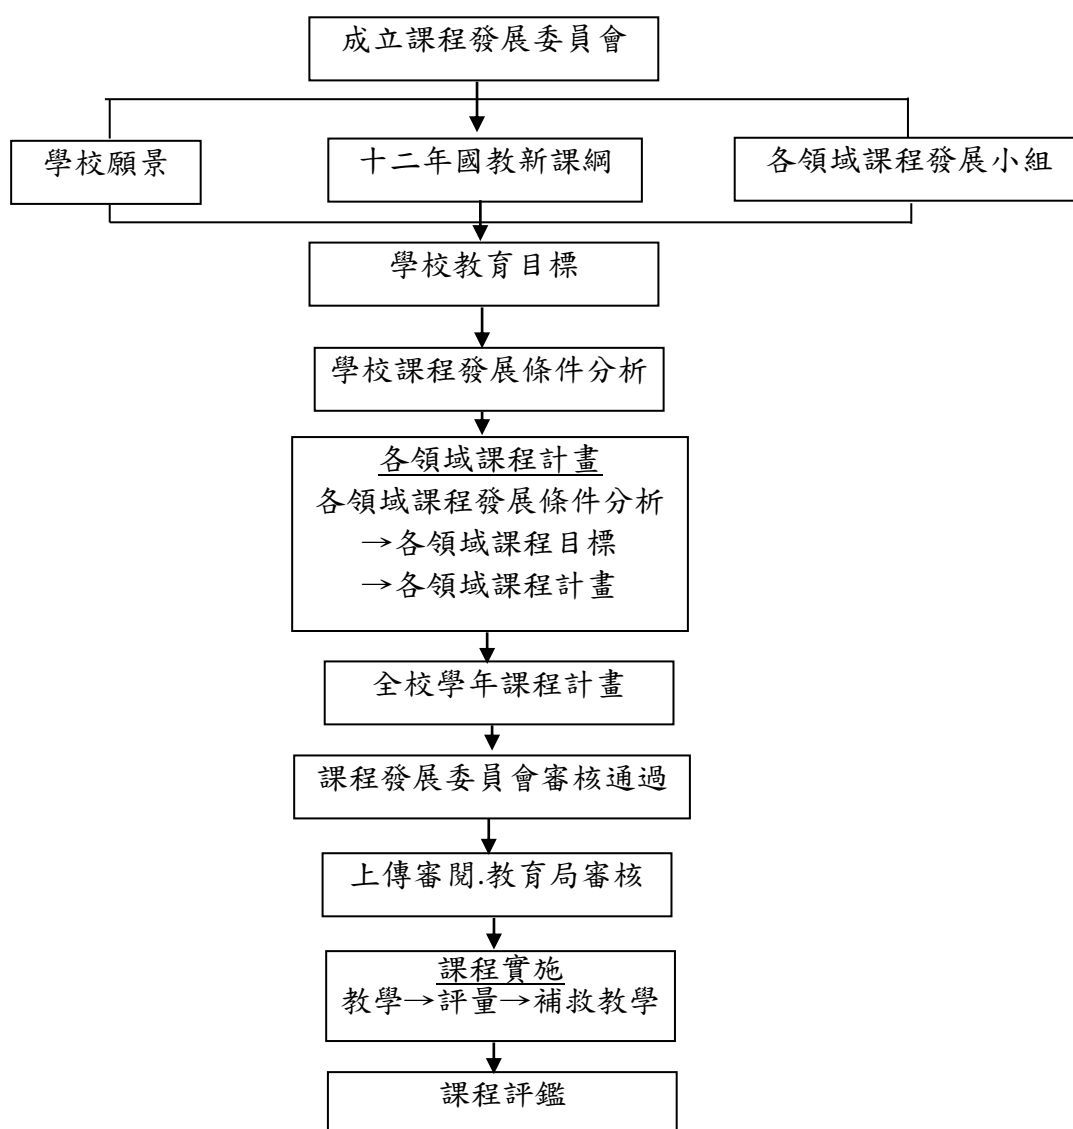 成立課程發展委員會
學校願景
十二年國教新課綱
各領域課程發展小組
學校教育目標
學校課程發展條件分析
各領域課程計畫
各領域課程發展條件分析
→各領域課程目標
→各領域課程計畫
全校學年課程計畫
課程發展委員會審核通過
上傳審閱.教育局審核
課程實施
教學→評量→補救教學
課程評鑑